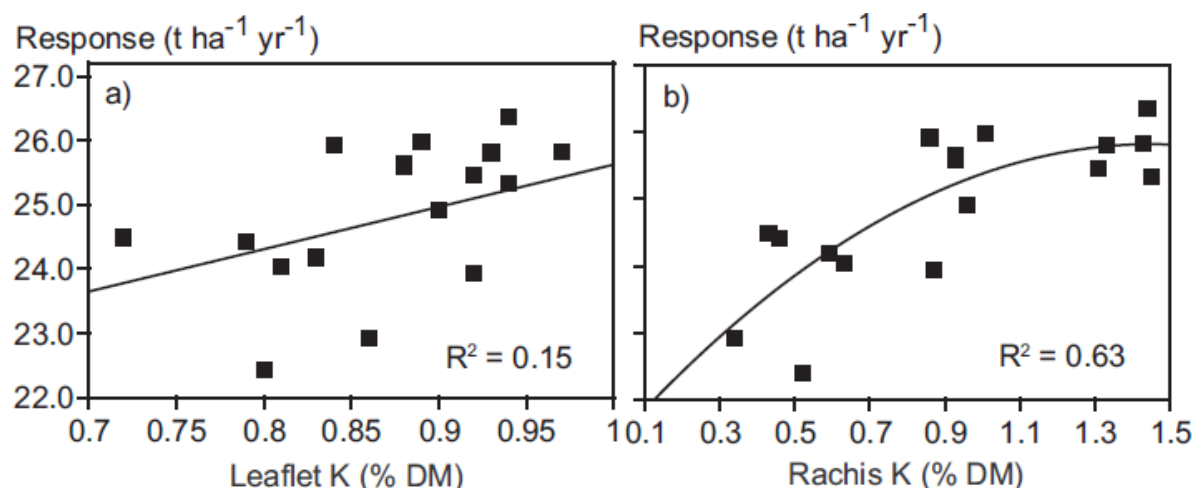 Response (t ha⁻¹ yr⁻¹)
27.0
26.0
25.0
24.0
23.0
22.0
a)
R² = 0.15
0.7 0.75 0.8 0.85 0.9 0.95 1
Leaflet K (% DM)
Response (t ha⁻¹ yr⁻¹)
b)
R² = 0.63
0.1 0.3 0.5 0.7 0.9 1.1 1.3 1.5
Rachis K (% DM)